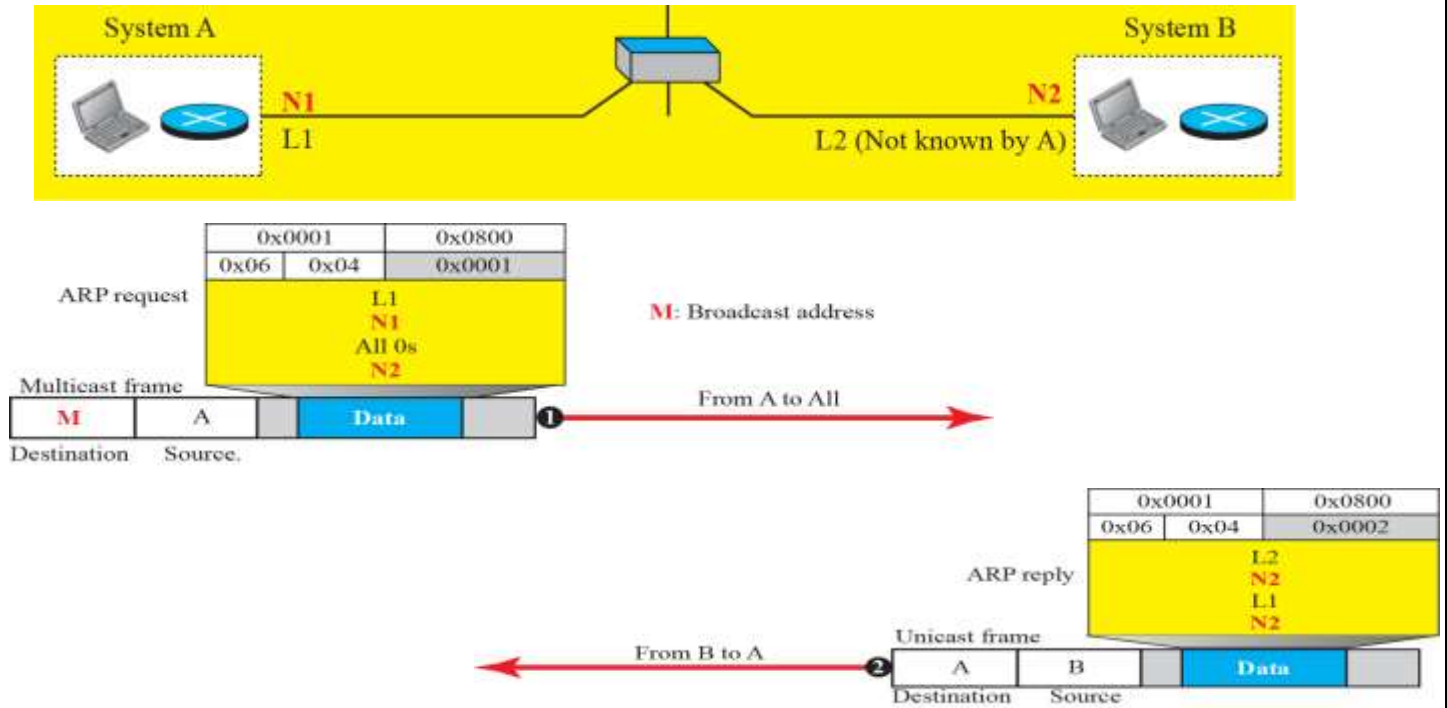 System A
System B
N1
N2
L1
L2 (Not known by A)
0x0001 0x0800
0x06 0x04 0x0001
ARP request
L1
N1
All 0s
N2
M: Broadcast address
Multicast frame
M A Data
1
From A to All
Destination Source.
0x0001 0x0800
0x06 0x04 0x0002
ARP reply
L2
N2
L1
N2
Unicast frame
From B to A
2
A B Data
Destination Source